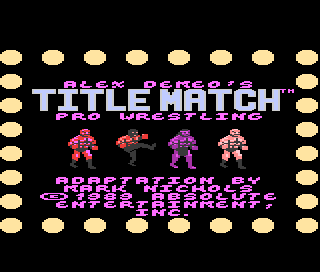 ALEX DEMEO'S
TITLE MATCH™
PRO WRESTLING
ADAPTATION BY
MARK NICHOLS
©1989 ABSOLUTE
ENTERTAINMENT,
INC.